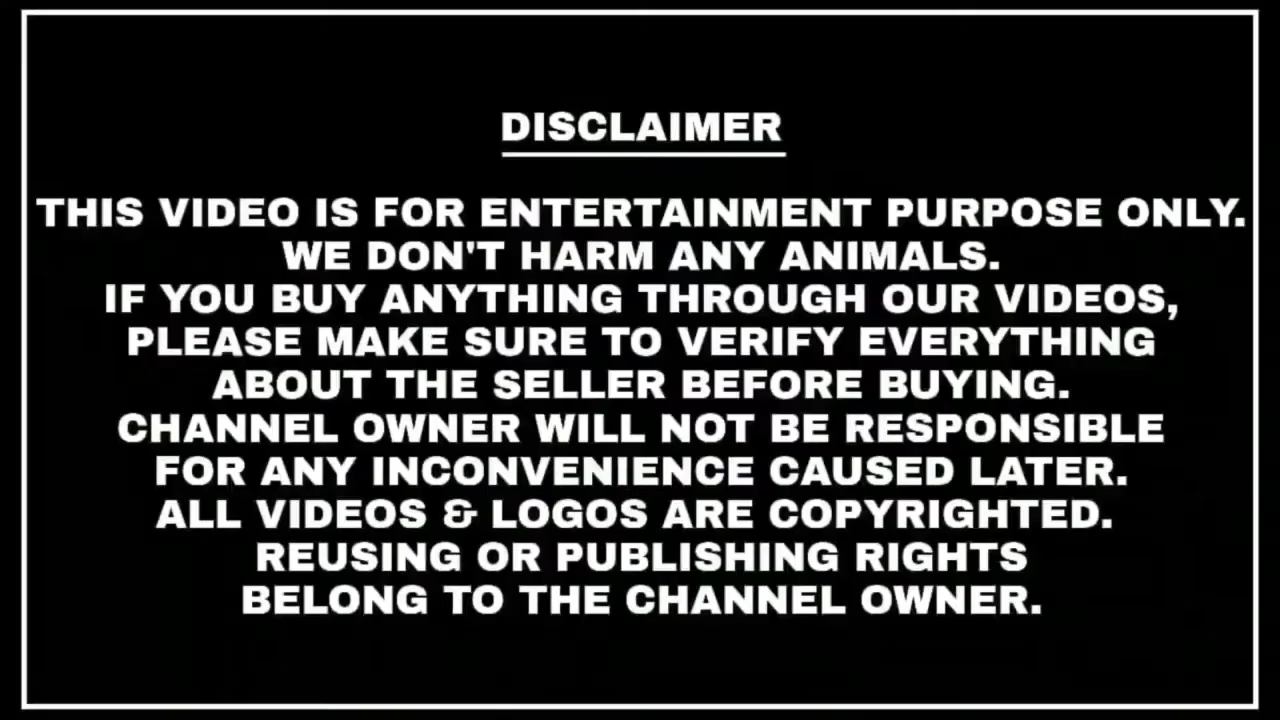 DISCLAIMER
THIS VIDEO IS FOR ENTERTAINMENT PURPOSE ONLY.
WE DON'T HARM ANY ANIMALS.
IF YOU BUY ANYTHING THROUGH OUR VIDEOS,
PLEASE MAKE SURE TO VERIFY EVERYTHING
ABOUT THE SELLER BEFORE BUYING.
CHANNEL OWNER WILL NOT BE RESPONSIBLE
FOR ANY INCONVENIENCE CAUSED LATER.
ALL VIDEOS & LOGOS ARE COPYRIGHTED.
REUSING OR PUBLISHING RIGHTS
BELONG TO THE CHANNEL OWNER.